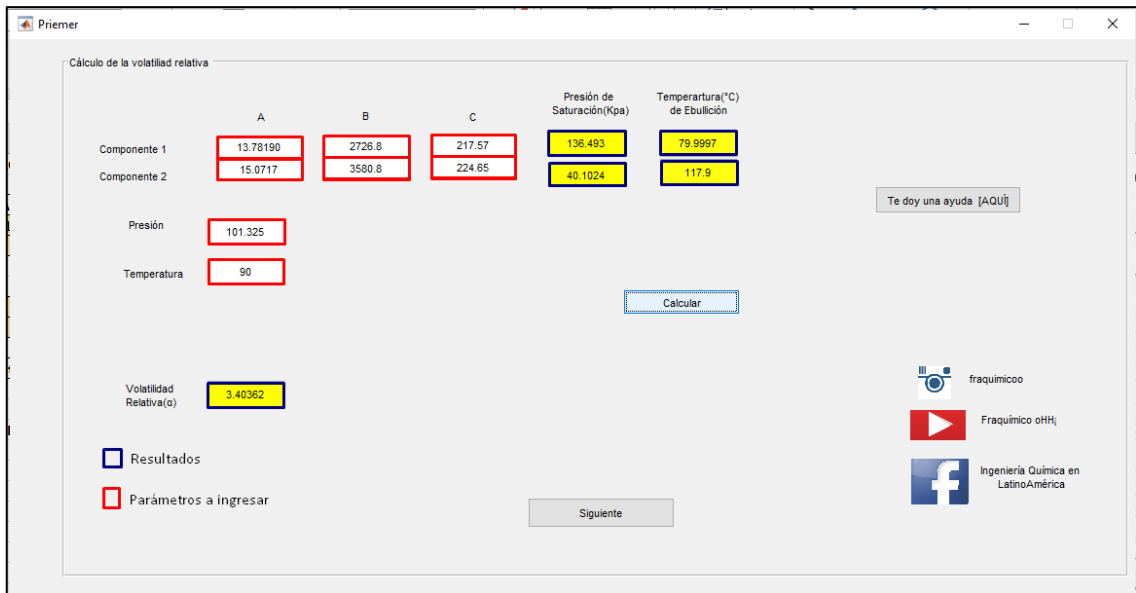 Priemer
Cálculo de la volatiliad relativa
Presión de
Saturación(Kpa)
Temperartura(°C)
de Ebullición
A B C
Componente 1 13.78190 2726.8 217.57 136.493 79.9997
Componente 2 15.0717 3580.8 224.65 40.1024 117.9
Te doy una ayuda [AQUÍ]
Presión 101.325
Temperatura 90
Calcular
Volatilidad
Relativa(α)
3.40362
fraquimicoo
Fraquímico oHH¡
Ingeniería Química en
LatinoAmérica
Resultados
Parámetros a ingresar
Siguiente